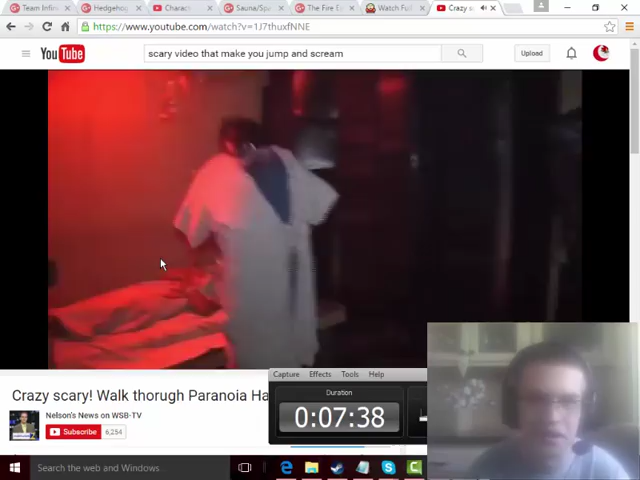 Team Infin
Hedgehog
Charact
Sauna/Spa
The Fire E
Watch Ful
Crazy s
https://www.youtube.com/watch?v=1J7thuxfNNE
YouTube
scary video that make you jump and scream
Upload
Capture Effects Tools Help
Duration
0:07:38
Crazy scary! Walk thorugh Paranoia Ha
Nelson's News on WSB-TV
Subscribe 6,254
Search the web and Windows.